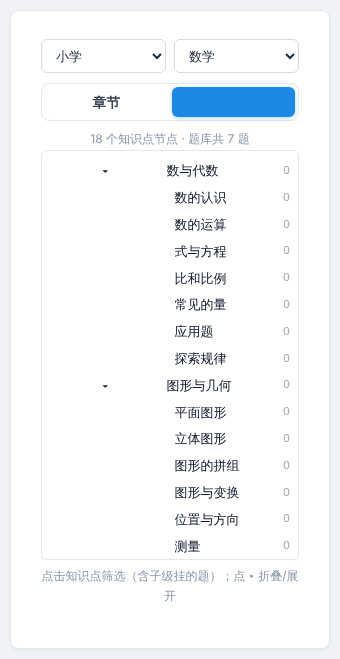 小学 数学
章节
18 个知识点节点 · 题库共 7 题
数与代数 0
数的认识 0
数的运算 0
式与方程 0
比和比例 0
常见的量 0
应用题 0
探索规律 0
图形与几何 0
平面图形 0
立体图形 0
图形的拼组 0
图形与变换 0
位置与方向 0
测量 0
点击知识点筛选（含子级挂的题）；点 ▸ 折叠/展
开